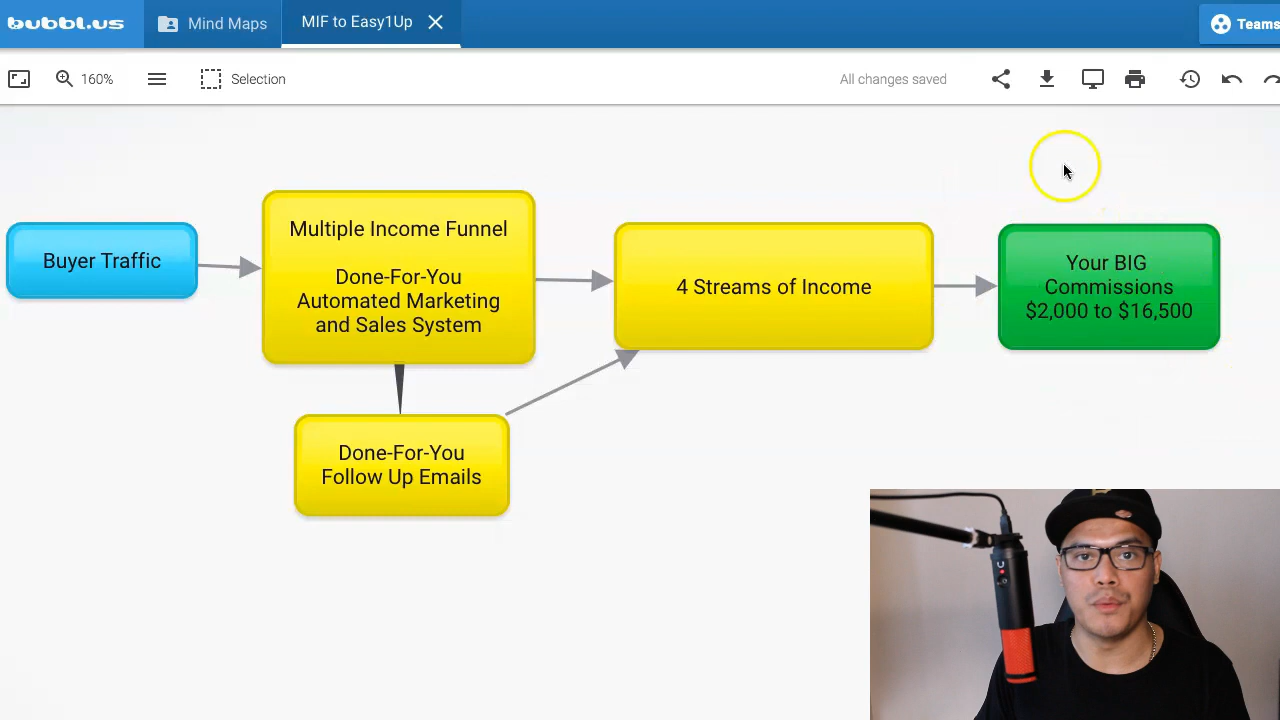 bubbl.us
Mind Maps
MIF to Easy1Up
Teams
160%
Selection
All changes saved
Buyer Traffic
Multiple Income Funnel
Done-For-You
Automated Marketing
and Sales System
4 Streams of Income
Your BIG
Commissions
$2,000 to $16,500
Done-For-You
Follow Up Emails